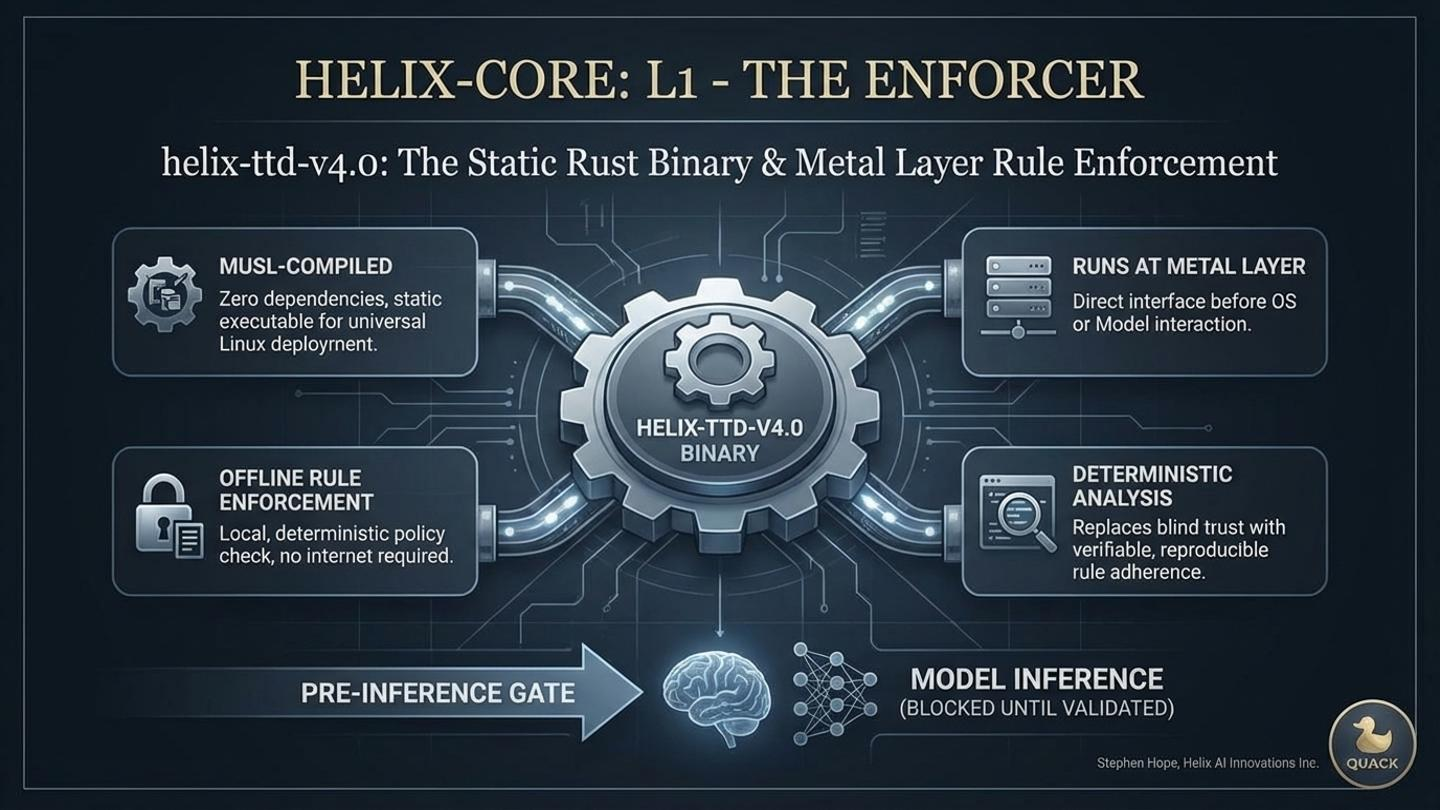 HELIX-CORE: L1 - THE ENFORCER
helix-ttd-v4.0: The Static Rust Binary & Metal Layer Rule Enforcement
MUSL-COMPILED
Zero dependencies, static
executable for universal
Linux deployment.
RUNS AT METAL LAYER
Direct interface before OS
or Model interaction.
HELIX-TTD-V4.0
BINARY
OFFLINE RULE
ENFORCEMENT
Local, deterministic policy
check, no internet required.
DETERMINISTIC
ANALYSIS
Replaces blind trust with
verifiable, reproducible
rule adherence.
PRE-INFERENCE GATE
MODEL INFERENCE
(BLOCKED UNTIL VALIDATED)
Stephen Hope, Helix AI Innovations Inc.
QUACK